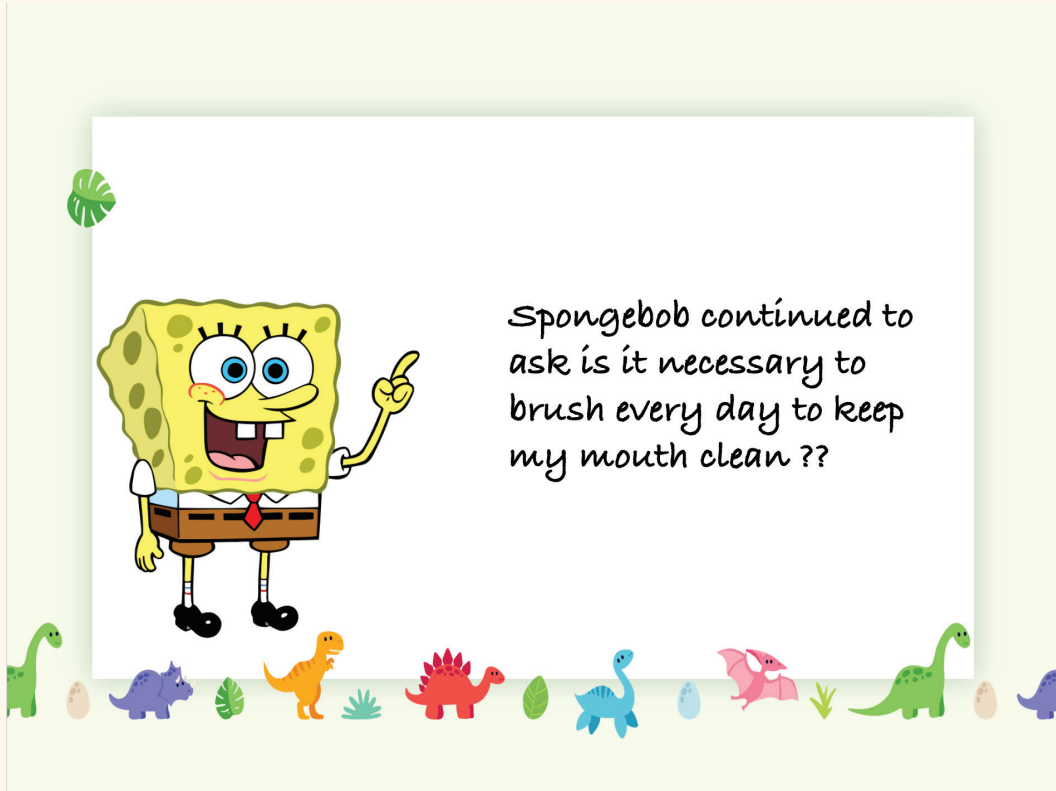 Spongebob continued to
ask is it necessary to
brush every day to keep
my mouth clean ??